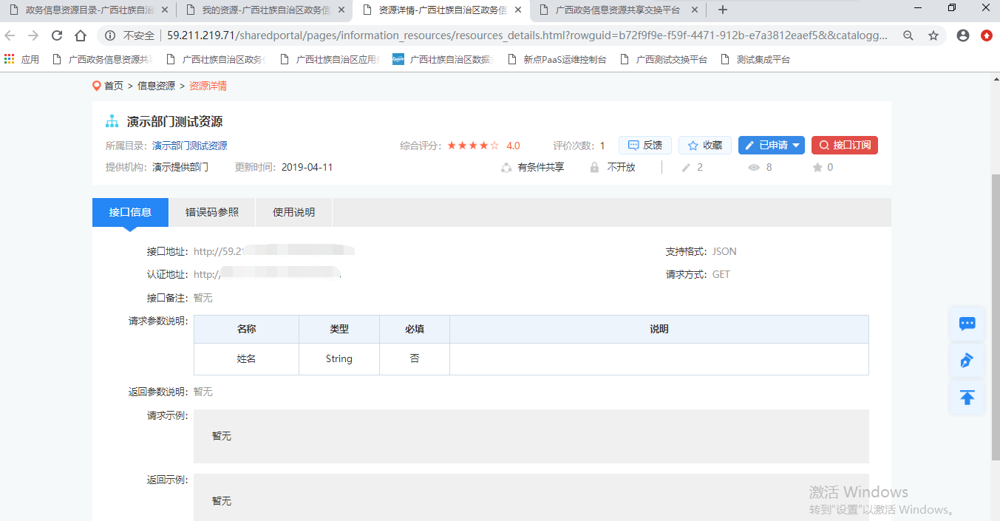 政务信息资源目录-广西壮族自治 我的资源-广西壮族自治区政务信 资源详情-广西壮族自治区政务信 广西政务信息资源共享交换平台
不安全 59.211.219.71/sharedportal/pages/information_resources/resources_details.html?rowguid=b72f9f9e-f59f-4471-912b-e7a3812eaef5&&catalogg...
应用 广西政务信息资源共享 广西壮族自治区政务信 广西壮族自治区应用 广西壮族自治区数据 新点PaaS运维控制台 广西测试交换平台 测试集成平台
首页 > 信息资源 > 资源详情
演示部门测试资源
所属目录: 演示部门测试资源 综合评分: ★★★★☆ 4.0 评价次数: 1 反馈 收藏 已申请 接口订阅
提供机构: 演示提供部门 更新时间: 2019-04-11 有条件共享 不开放 2 8 0
接口信息 错误码参照 使用说明
接口地址: http://59.2 支持格式: JSON
认证地址: http:/ 请求方式: GET
接口备注: 暂无
请求参数说明: 名称 类型 必填 说明
姓名 String 否
返回参数说明: 暂无
请求示例:
暂无
返回示例:
暂无
激活 Windows
转到“设置”以激活 Windows。